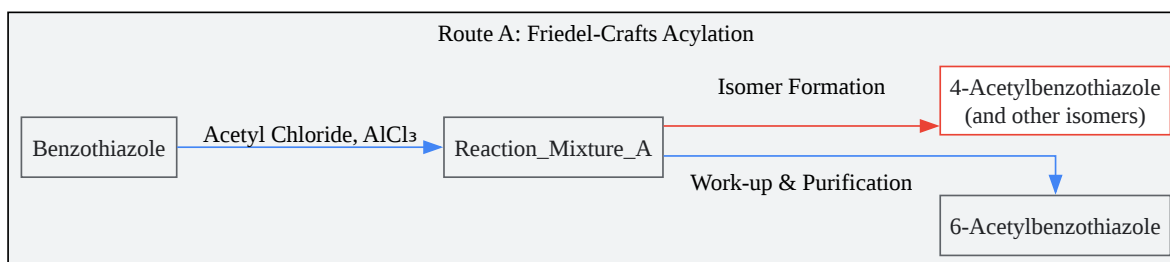 Route A: Friedel-Crafts Acylation
Isomer Formation
4-Acetylbenzothiazole
(and other isomers)
Benzothiazole
Acetyl Chloride, AlCl₃
Reaction_Mixture_A
Work-up & Purification
6-Acetylbenzothiazole